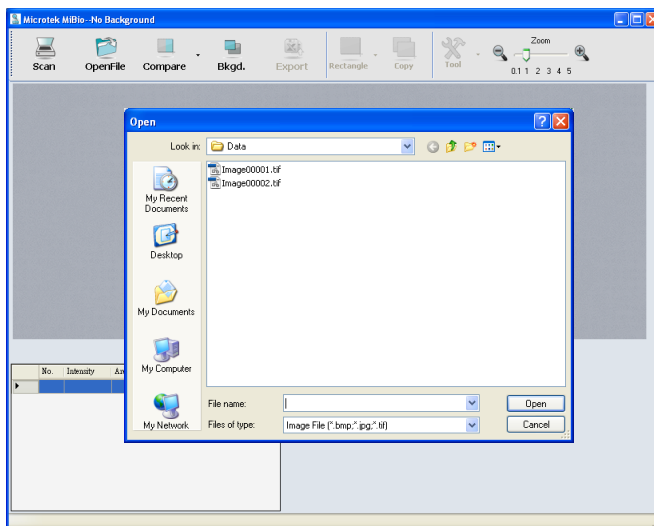 Microtek MiBio--No Background
Zoom
Scan OpenFile Compare Bkgd. Export Rectangle Copy Tool
0.1 1 2 3 4 5
Open
Look in: Data
Image00001.tif
Image00002.tif
My Recent
Documents
Desktop
My Documents
My Computer
My Network
No. Intensity
File name: Open
Files of type: Image File (*.bmp;*.jpg;*.tif) Cancel